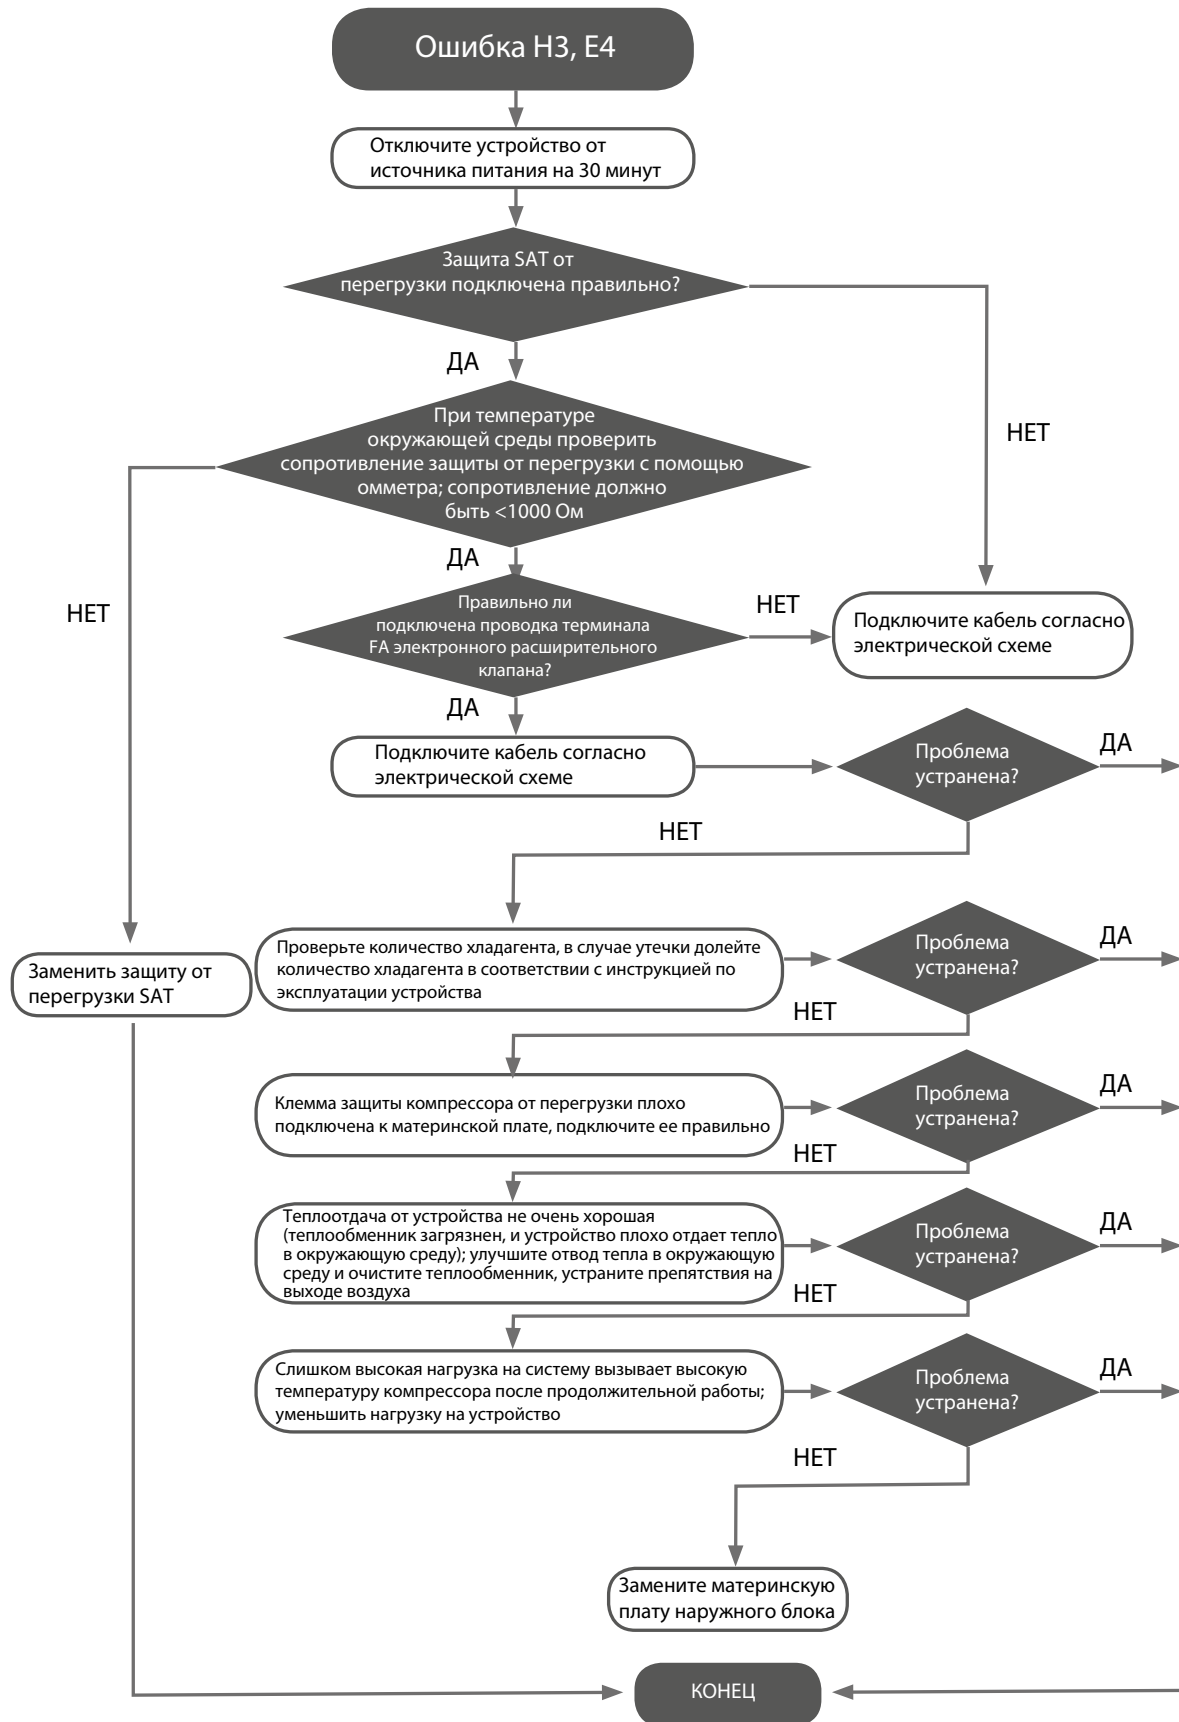 Ошибка H3, E4
Отключите устройство от
источника питания на 30 минут
Защита SAT от
перегрузки подключена правильно?
ДА
НЕТ
При температуре
окружающей среды проверить
сопротивление защиты от перегрузки с помощью
омметра; сопротивление должно
быть <1000 Ом
ДА
НЕТ
Правильно ли
подключена проводка терминала
FA электронного расширительного
клапана?
НЕТ
Подключите кабель согласно
электрической схеме
ДА
Подключите кабель согласно
электрической схеме
Проблема
устранена?
ДА
НЕТ
Заменить защиту от
перегрузки SAT
Проверьте количество хладагента, в случае утечки долейте
количество хладагента в соответствии с инструкцией по
эксплуатации устройства
Проблема
устранена?
ДА
НЕТ
Клемма защиты компрессора от перегрузки плохо
подключена к материнской плате, подключите ее правильно
Проблема
устранена?
ДА
НЕТ
Теплоотдача от устройства не очень хорошая
(теплообменник загрязнен, и устройство плохо отдает тепло
в окружающую среду); улучшите отвод тепла в окружающую
среду и очистите теплообменник, устраните препятствия на
выходе воздуха
Проблема
устранена?
ДА
НЕТ
Слишком высокая нагрузка на систему вызывает высокую
температуру компрессора после продолжительной работы;
уменьшить нагрузку на устройство
Проблема
устранена?
ДА
НЕТ
Замените материнскую
плату наружного блока
КОНЕЦ